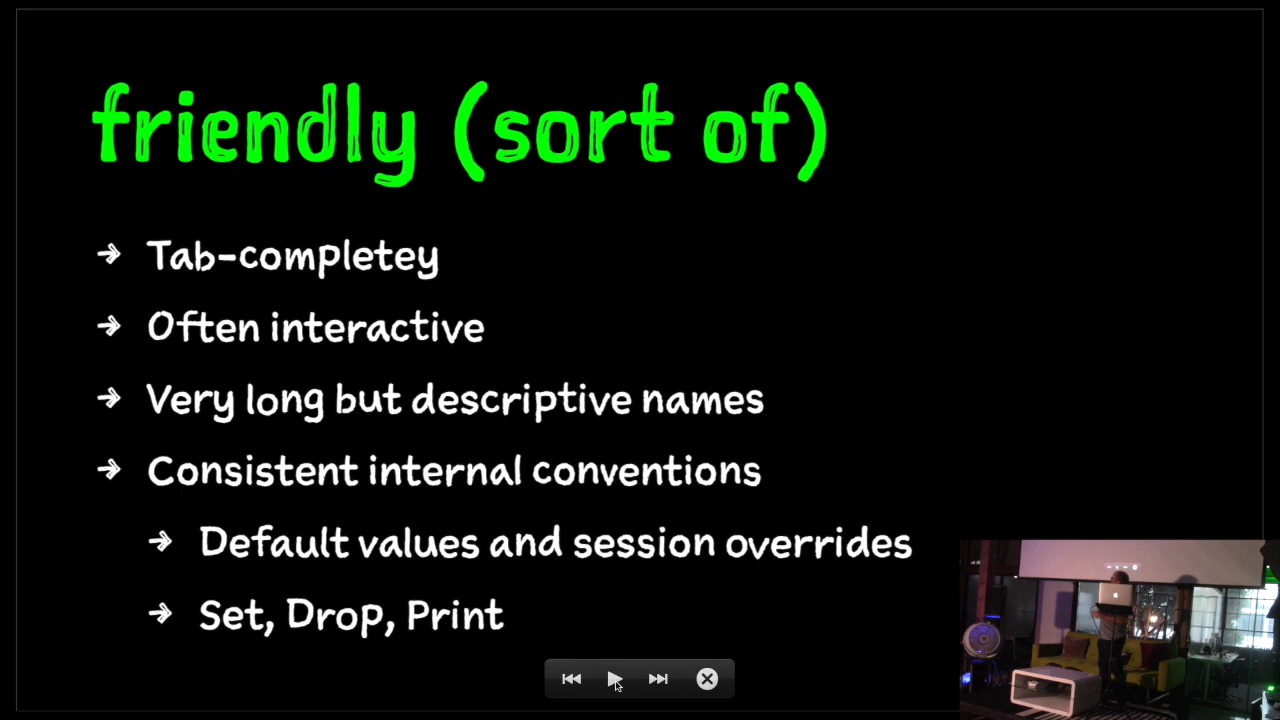 friendly (sort of)
→ Tab-completey
→ Often interactive
→ Very long but descriptive names
→ Consistent internal conventions
→ Default values and session overrides
→ Set, Drop, Print